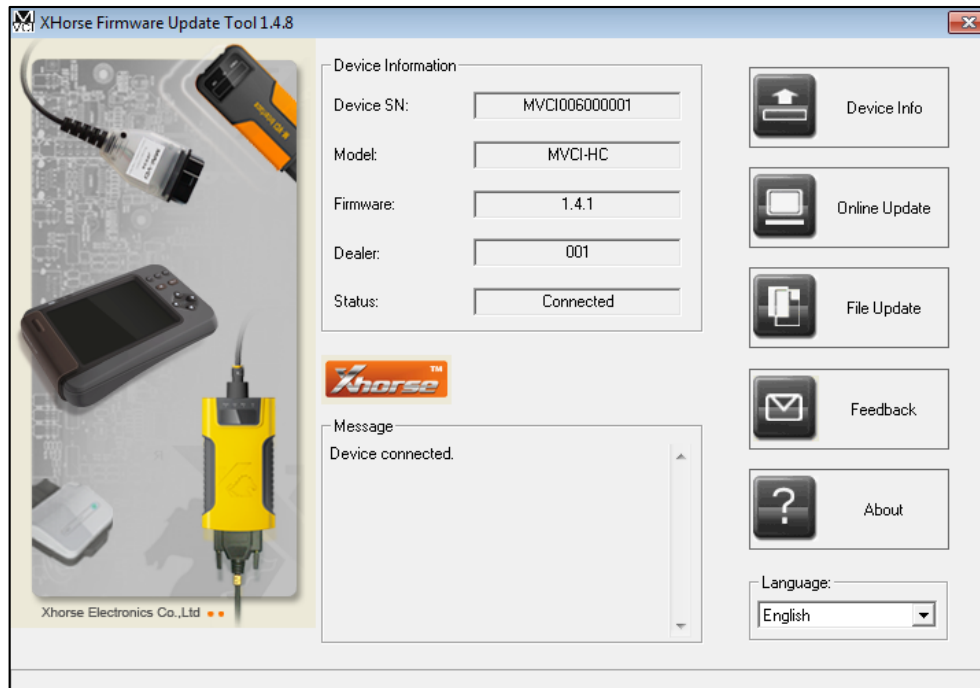 XHorse Firmware Update Tool 1.4.8
Device Information
Device SN: MVCI006000001
Model: MVCI-HC
Firmware: 1.4.1
Dealer: 001
Status: Connected
Xhorse TM
Message
Device connected.
Device Info
Online Update
File Update
Feedback
? About
Language:
English
Xhorse Electronics Co.,Ltd